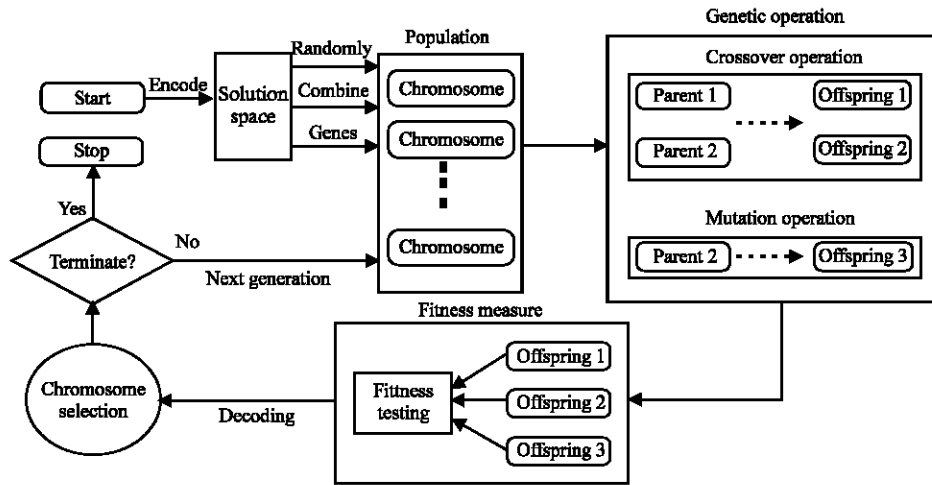 Genetic operation
Population
Crossover operation
Randomly
Encode
Start
Solution
space
Combine
Genes
Chromosome
Chromosome
Chromosome
Parent 1
Offspring 1
Parent 2
Offspring 2
Mutation operation
Parent 2
Offspring 3
Stop
Yes
Terminate?
No
Next generation
Fitness measure
Chromosome
selection
Decoding
Fittness
testing
Offspring 1
Offspring 2
Offspring 3